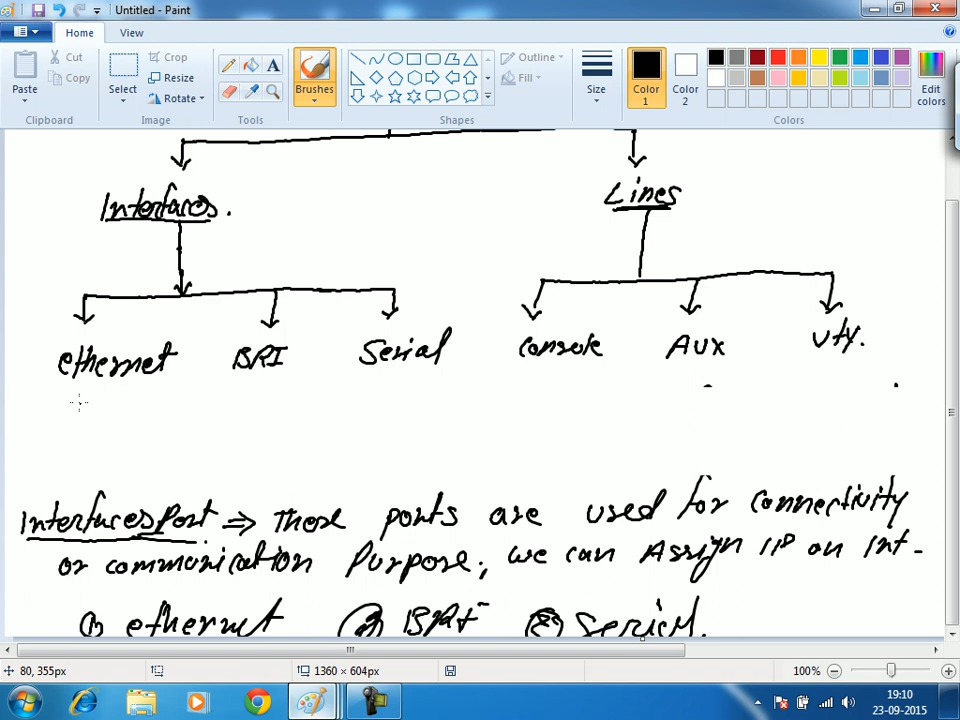 Untitled - Paint
Home View
Paste
Cut
Copy
Clipboard
Select
Crop
Resize
Rotate
Image
A
Tools
Brushes
Outline
Fill
Shapes
Size
Color 1
Color 2
Edit colors
Colors
Interfaces.
Lines
ethernet BRI Serial console AUX vty.
Interfaces Port ⇒ These ports are used for connectivity
or communication Purpose, we can Assign IP on Int-
① ethernet ② BRI ③ Serial.
80, 355px
1360 × 604px
100%
19:10
23-09-2015